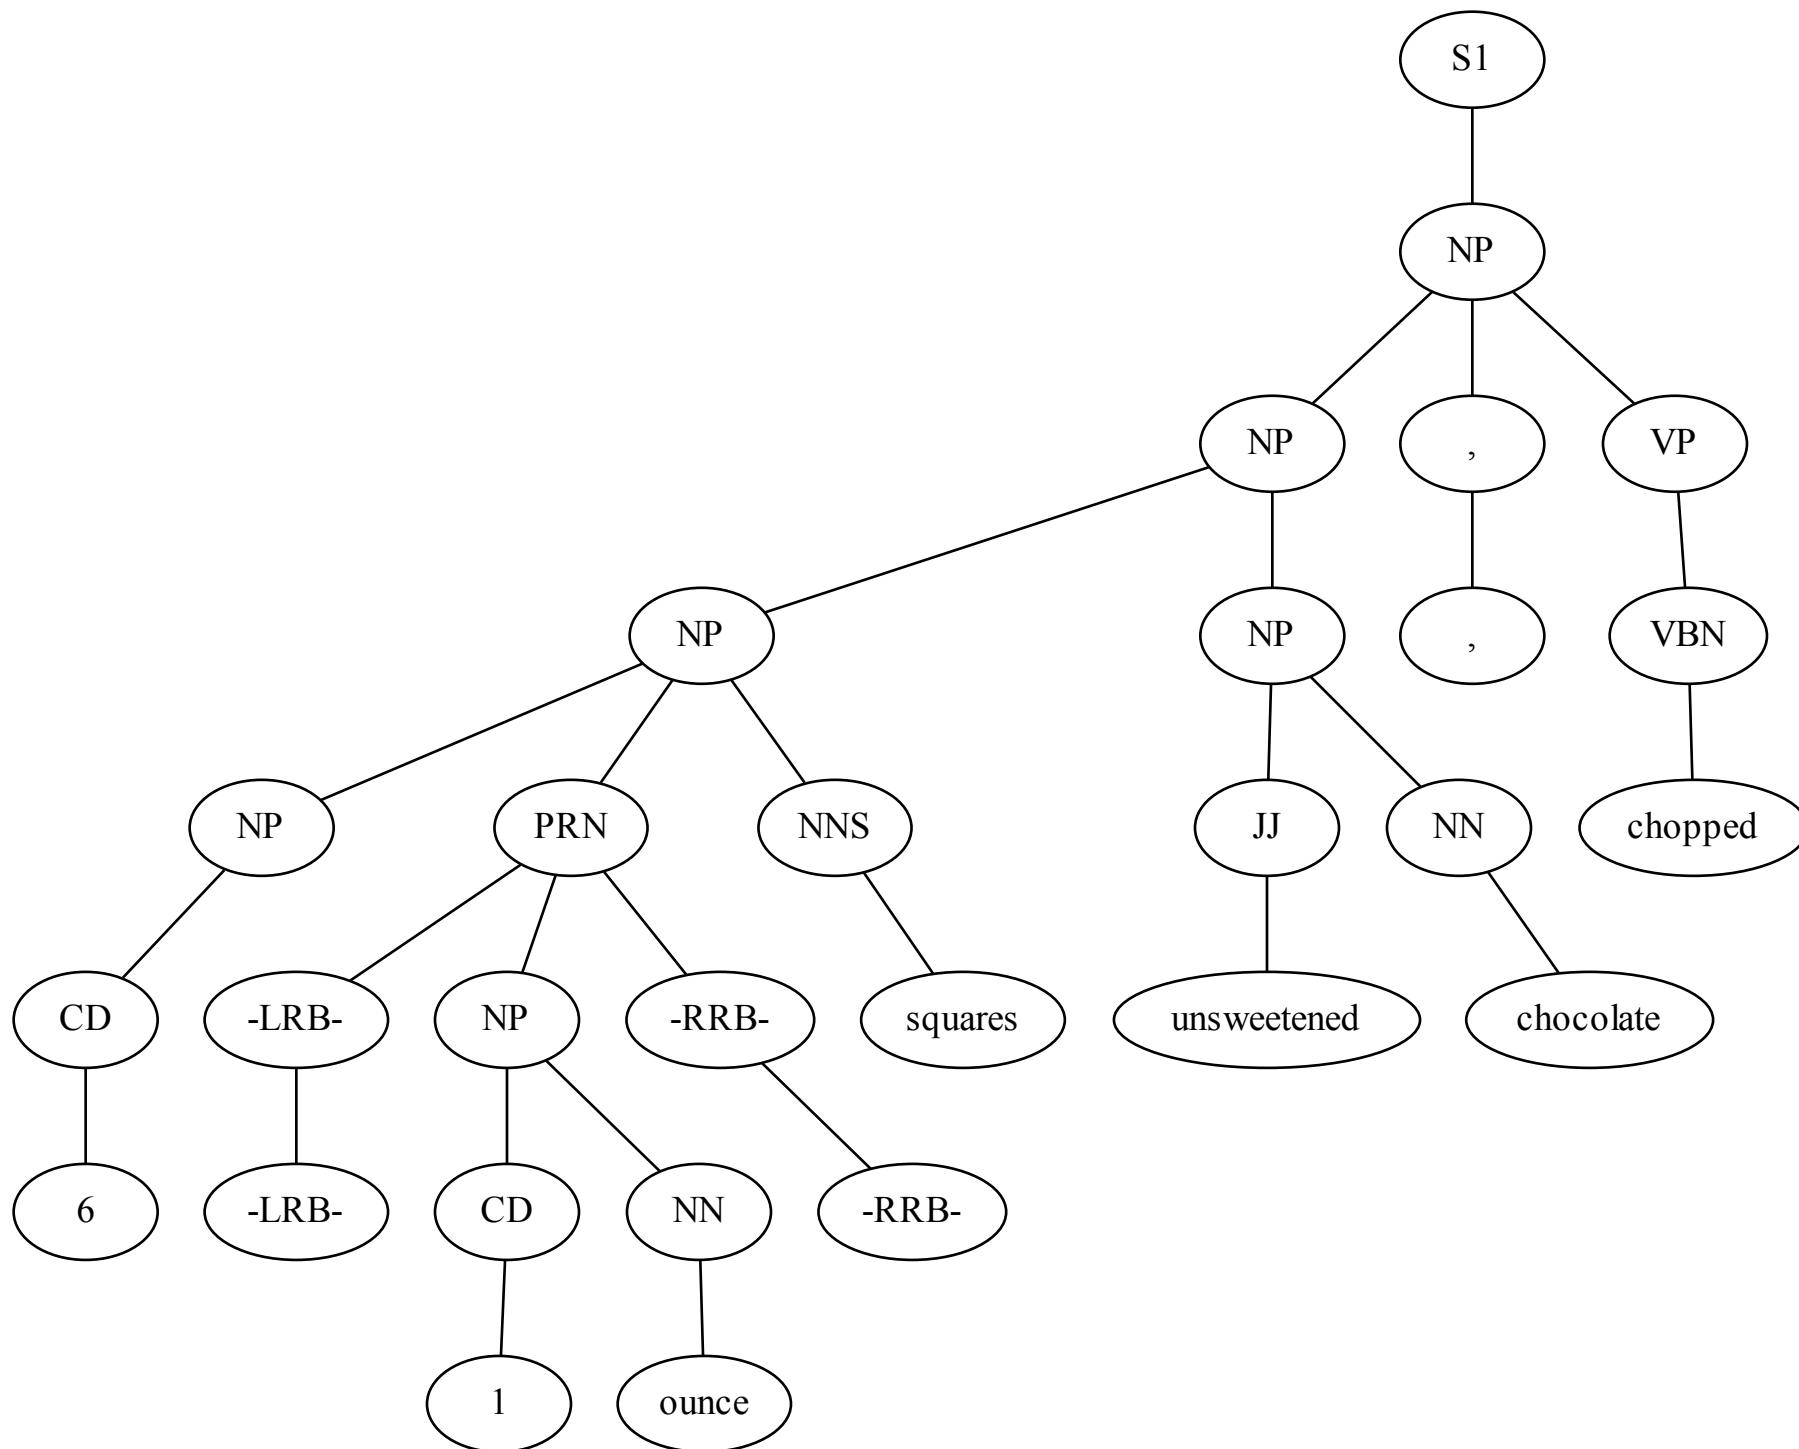 S1
NP
NP , VP
NP NP , VBN
NP PRN NNS JJ NN chopped
CD -LRB- NP -RRB- squares unsweetened chocolate
6 -LRB- CD NN -RRB-
1 ounce